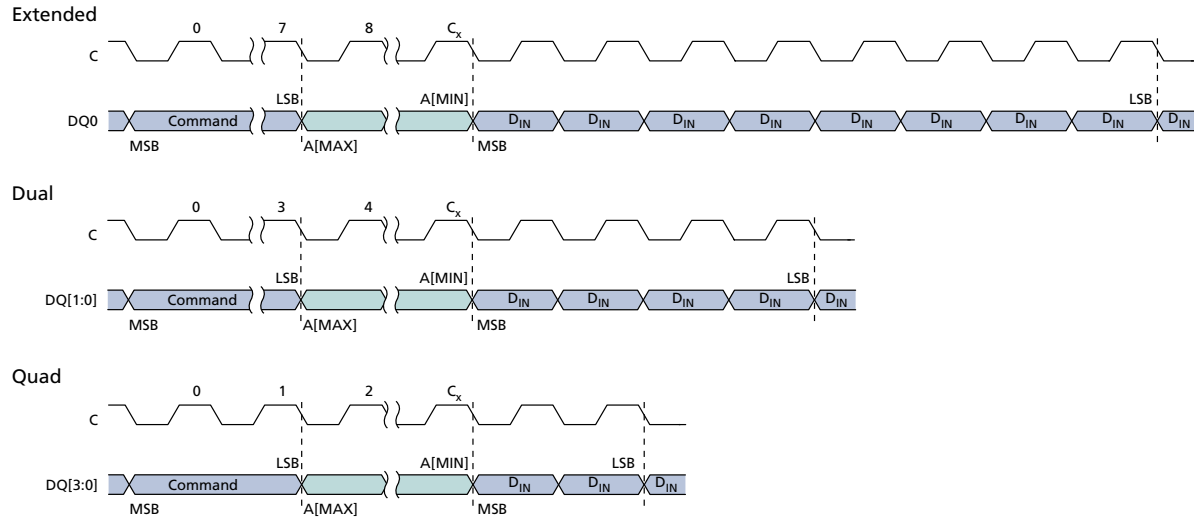 Extended
0 7 8 Cx
C
LSB A[MIN] LSB
DQ0 Command DIN DIN DIN DIN DIN DIN DIN DIN DIN
MSB A[MAX] MSB
Dual
0 3 4 Cx
C
LSB A[MIN] LSB
DQ[1:0] Command DIN DIN DIN DIN DIN
MSB A[MAX] MSB
Quad
0 1 2 Cx
C
LSB A[MIN] LSB
DQ[3:0] Command DIN DIN DIN
MSB A[MAX] MSB